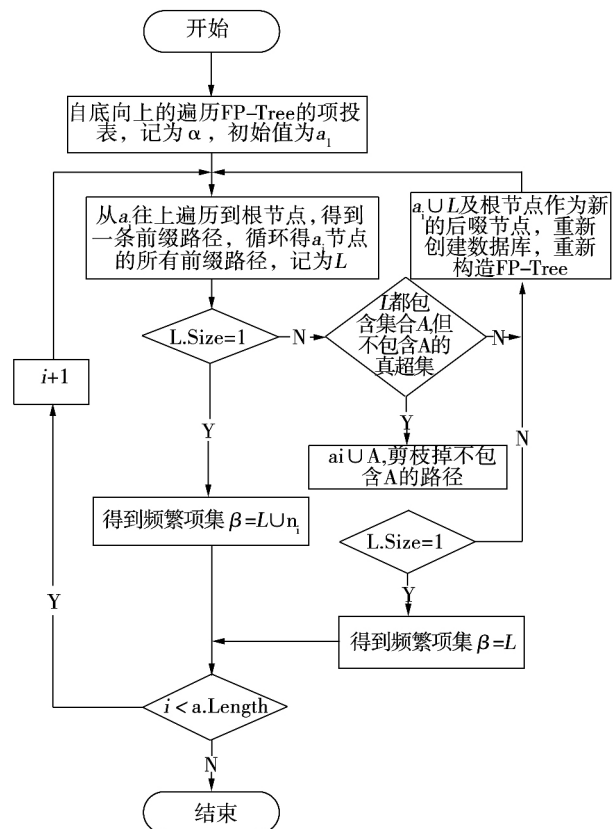 开始
自底向上的遍历FP-Tree的项投
表，记为α，初始值为a₁
从aᵢ往上遍历到根节点，得到
一条前缀路径，循环得aᵢ节点
的所有前缀路径，记为L
aᵢ∪L及根节点作为新
的后啜节点，重新
创建数据库，重新
构造FP-Tree
L.Size=1
N
L都包
含集合A,但
不包含A的
真超集
N
i+1
Y
Y
N
ai∪A,剪枝掉不包
含A的路径
得到频繁项集β=L∪nᵢ
L.Size=1
Y
Y
得到频繁项集β=L
i < a.Length
N
结束